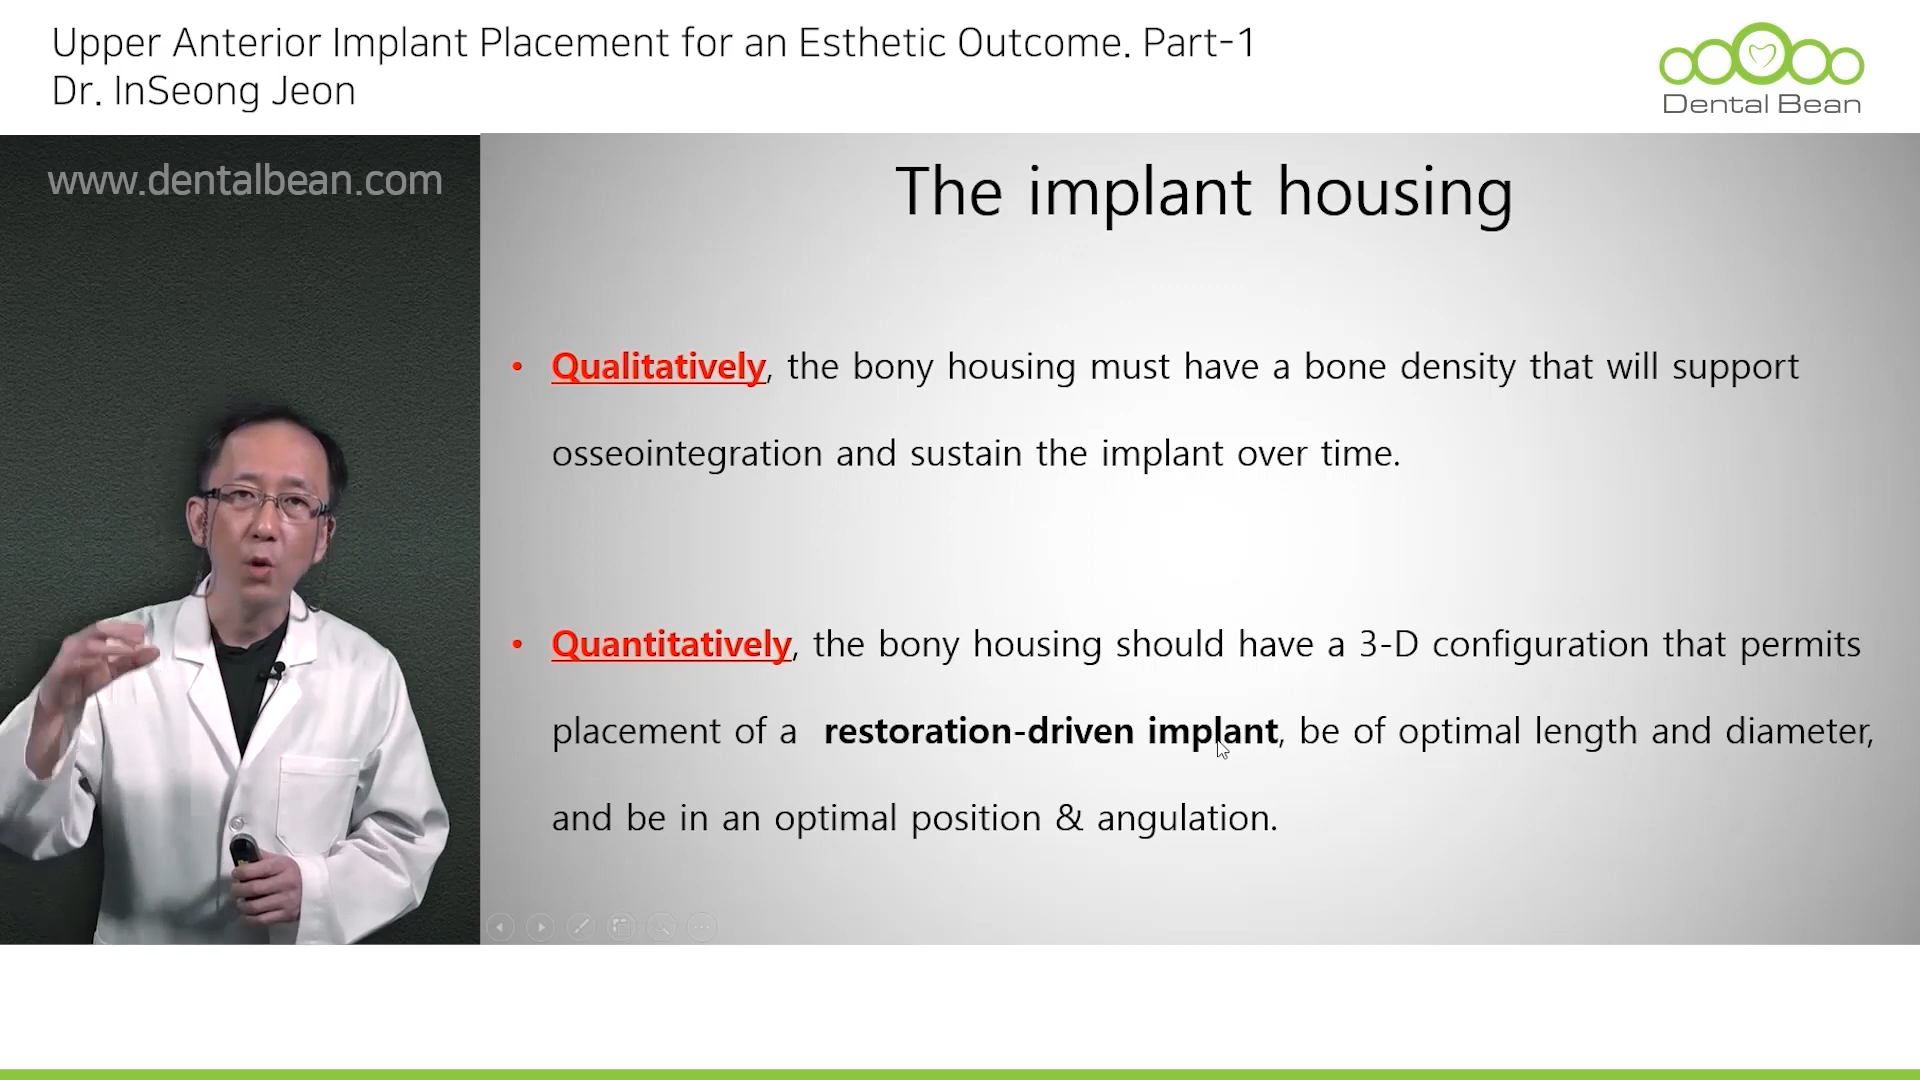 Upper Anterior Implant Placement for an Esthetic Outcome. Part-1
Dr. InSeong Jeon
Dental Bean
www.dentalbean.com
The implant housing
• Qualitatively, the bony housing must have a bone density that will support
osseointegration and sustain the implant over time.
• Quantitatively, the bony housing should have a 3-D configuration that permits
placement of a restoration-driven implant, be of optimal length and diameter,
and be in an optimal position & angulation.